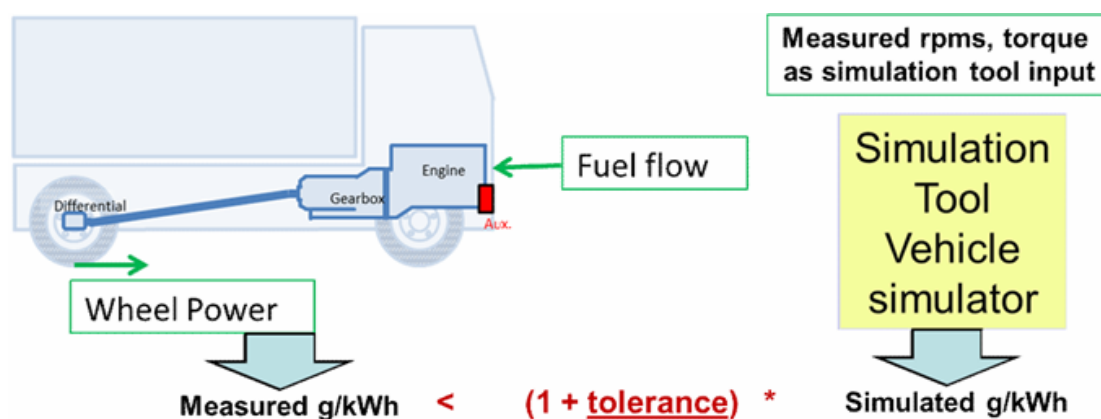 Measured rpms, torque
as simulation tool input
Engine
Fuel flow
Gearbox
Differential
Aux.
Simulation
Tool
Vehicle
simulator
Wheel Power
Measured g/kWh < (1 + tolerance) * Simulated g/kWh